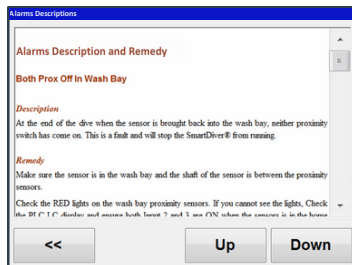 Alarms Descriptions
Alarms Description and Remedy
Both Prox Off In Wash Bay
Description
At the end of the dive when the sensor is brought back into the wash bay, neither proximity
switch has come on. This is a fault and will stop the SmartDiver® from running.
Remedy
Make sure the sensor is in the wash bay and the shaft of the sensor is between the proximity
sensors.
Check the RED lights on the wash bay proximity sensors. If you cannot see the lights, Check
the PLC LC display and ensure both Input 2 and 3 are ON when the sensors is in the home
<< Up Down